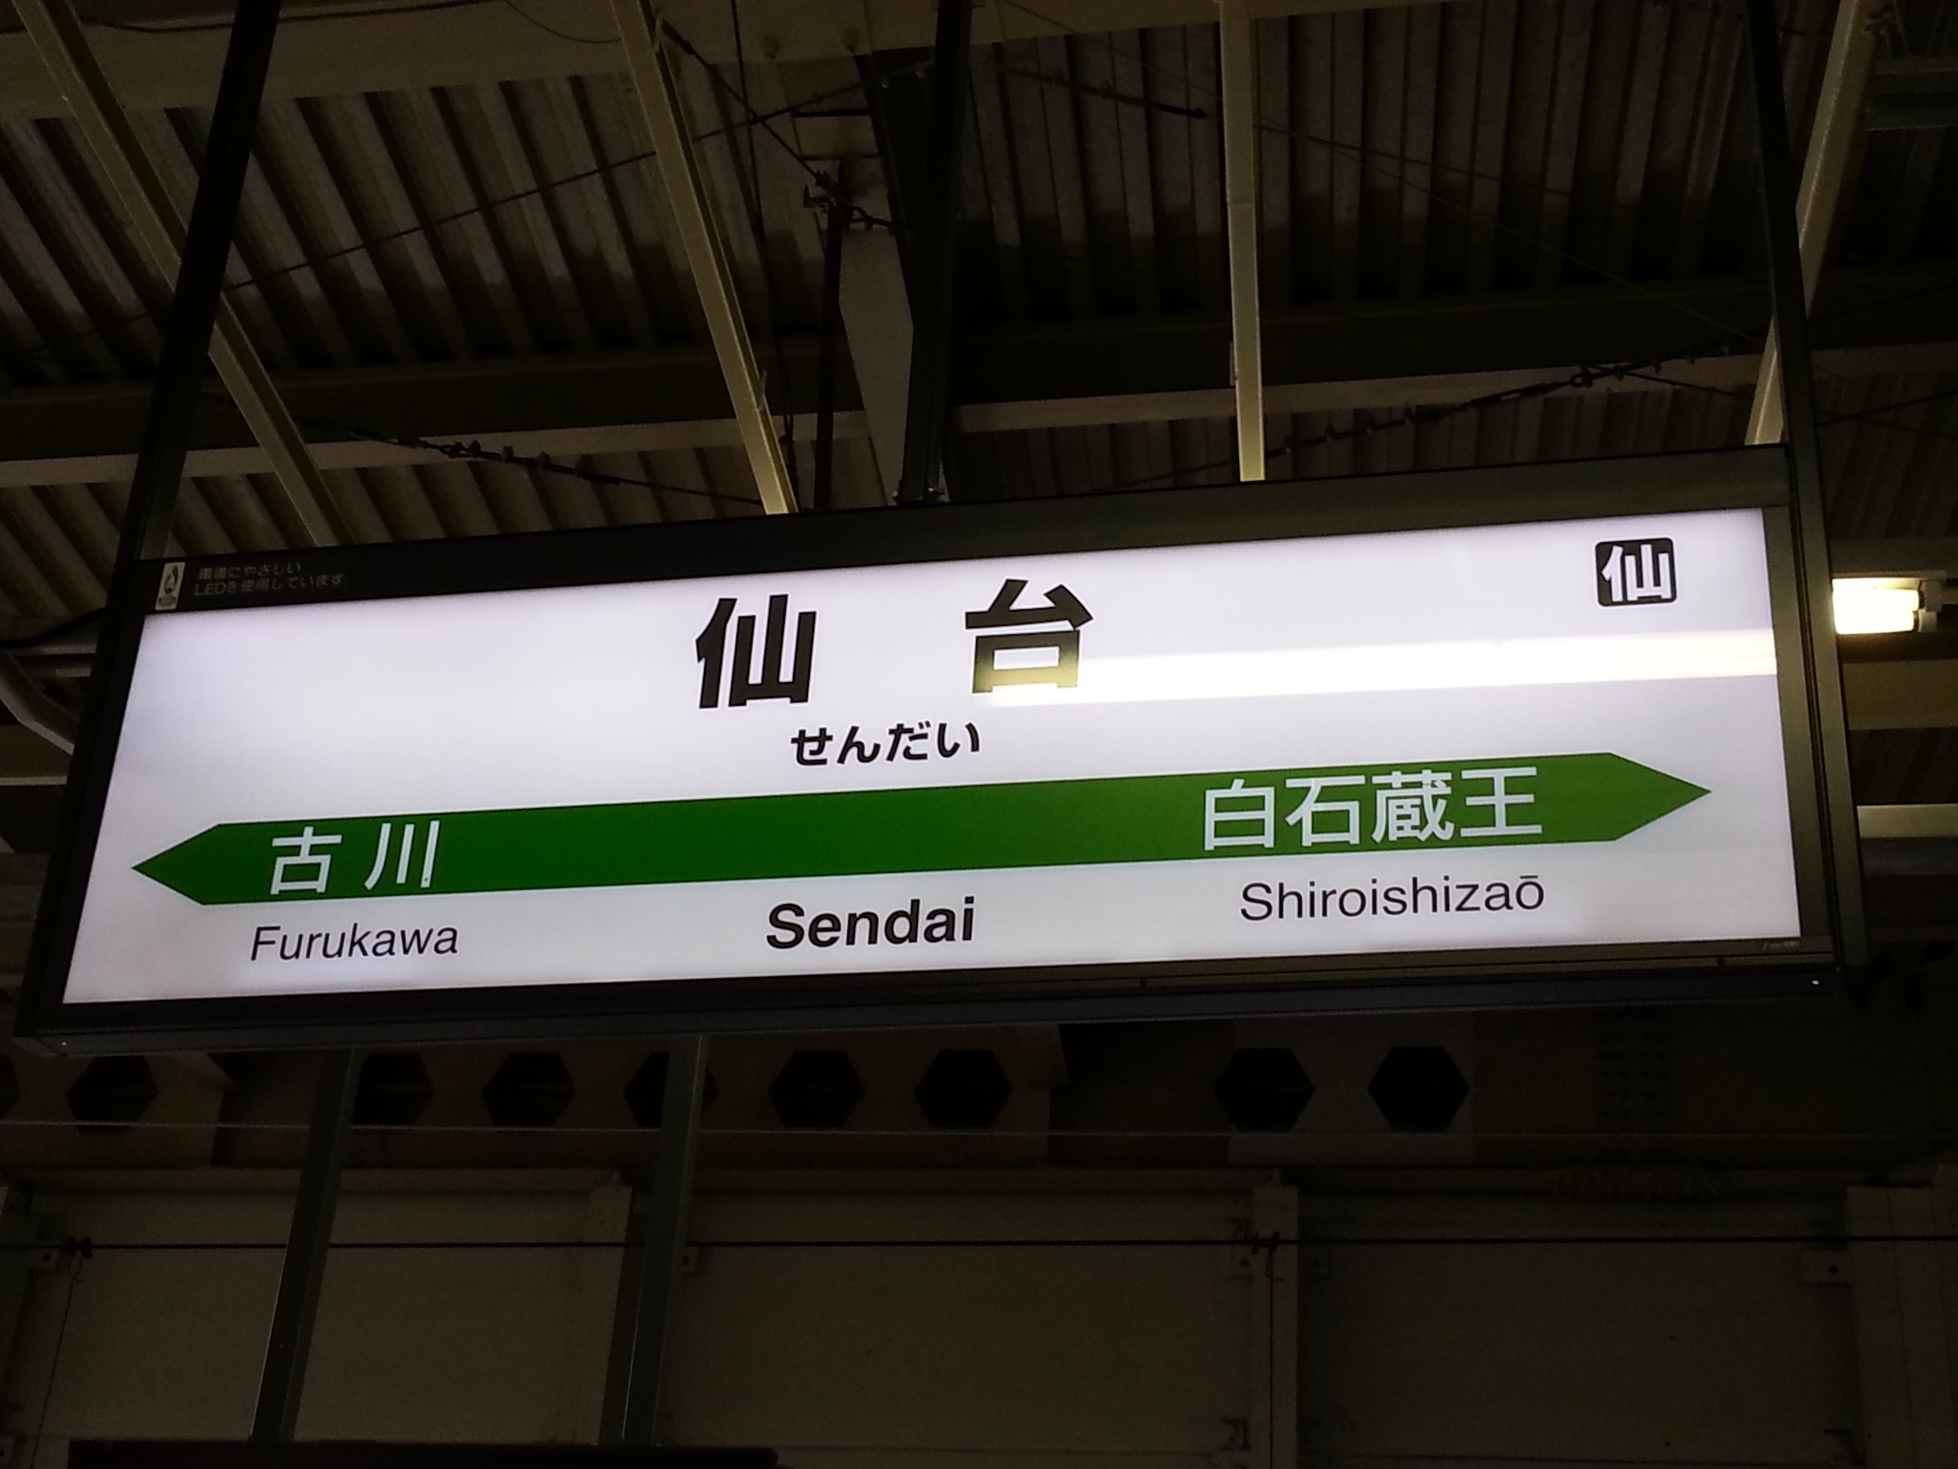 環境にやさしい
LEDを使用しています
仙
仙台
せんだい
古川
白石蔵王
Furukawa
Sendai
Shiroishizaō